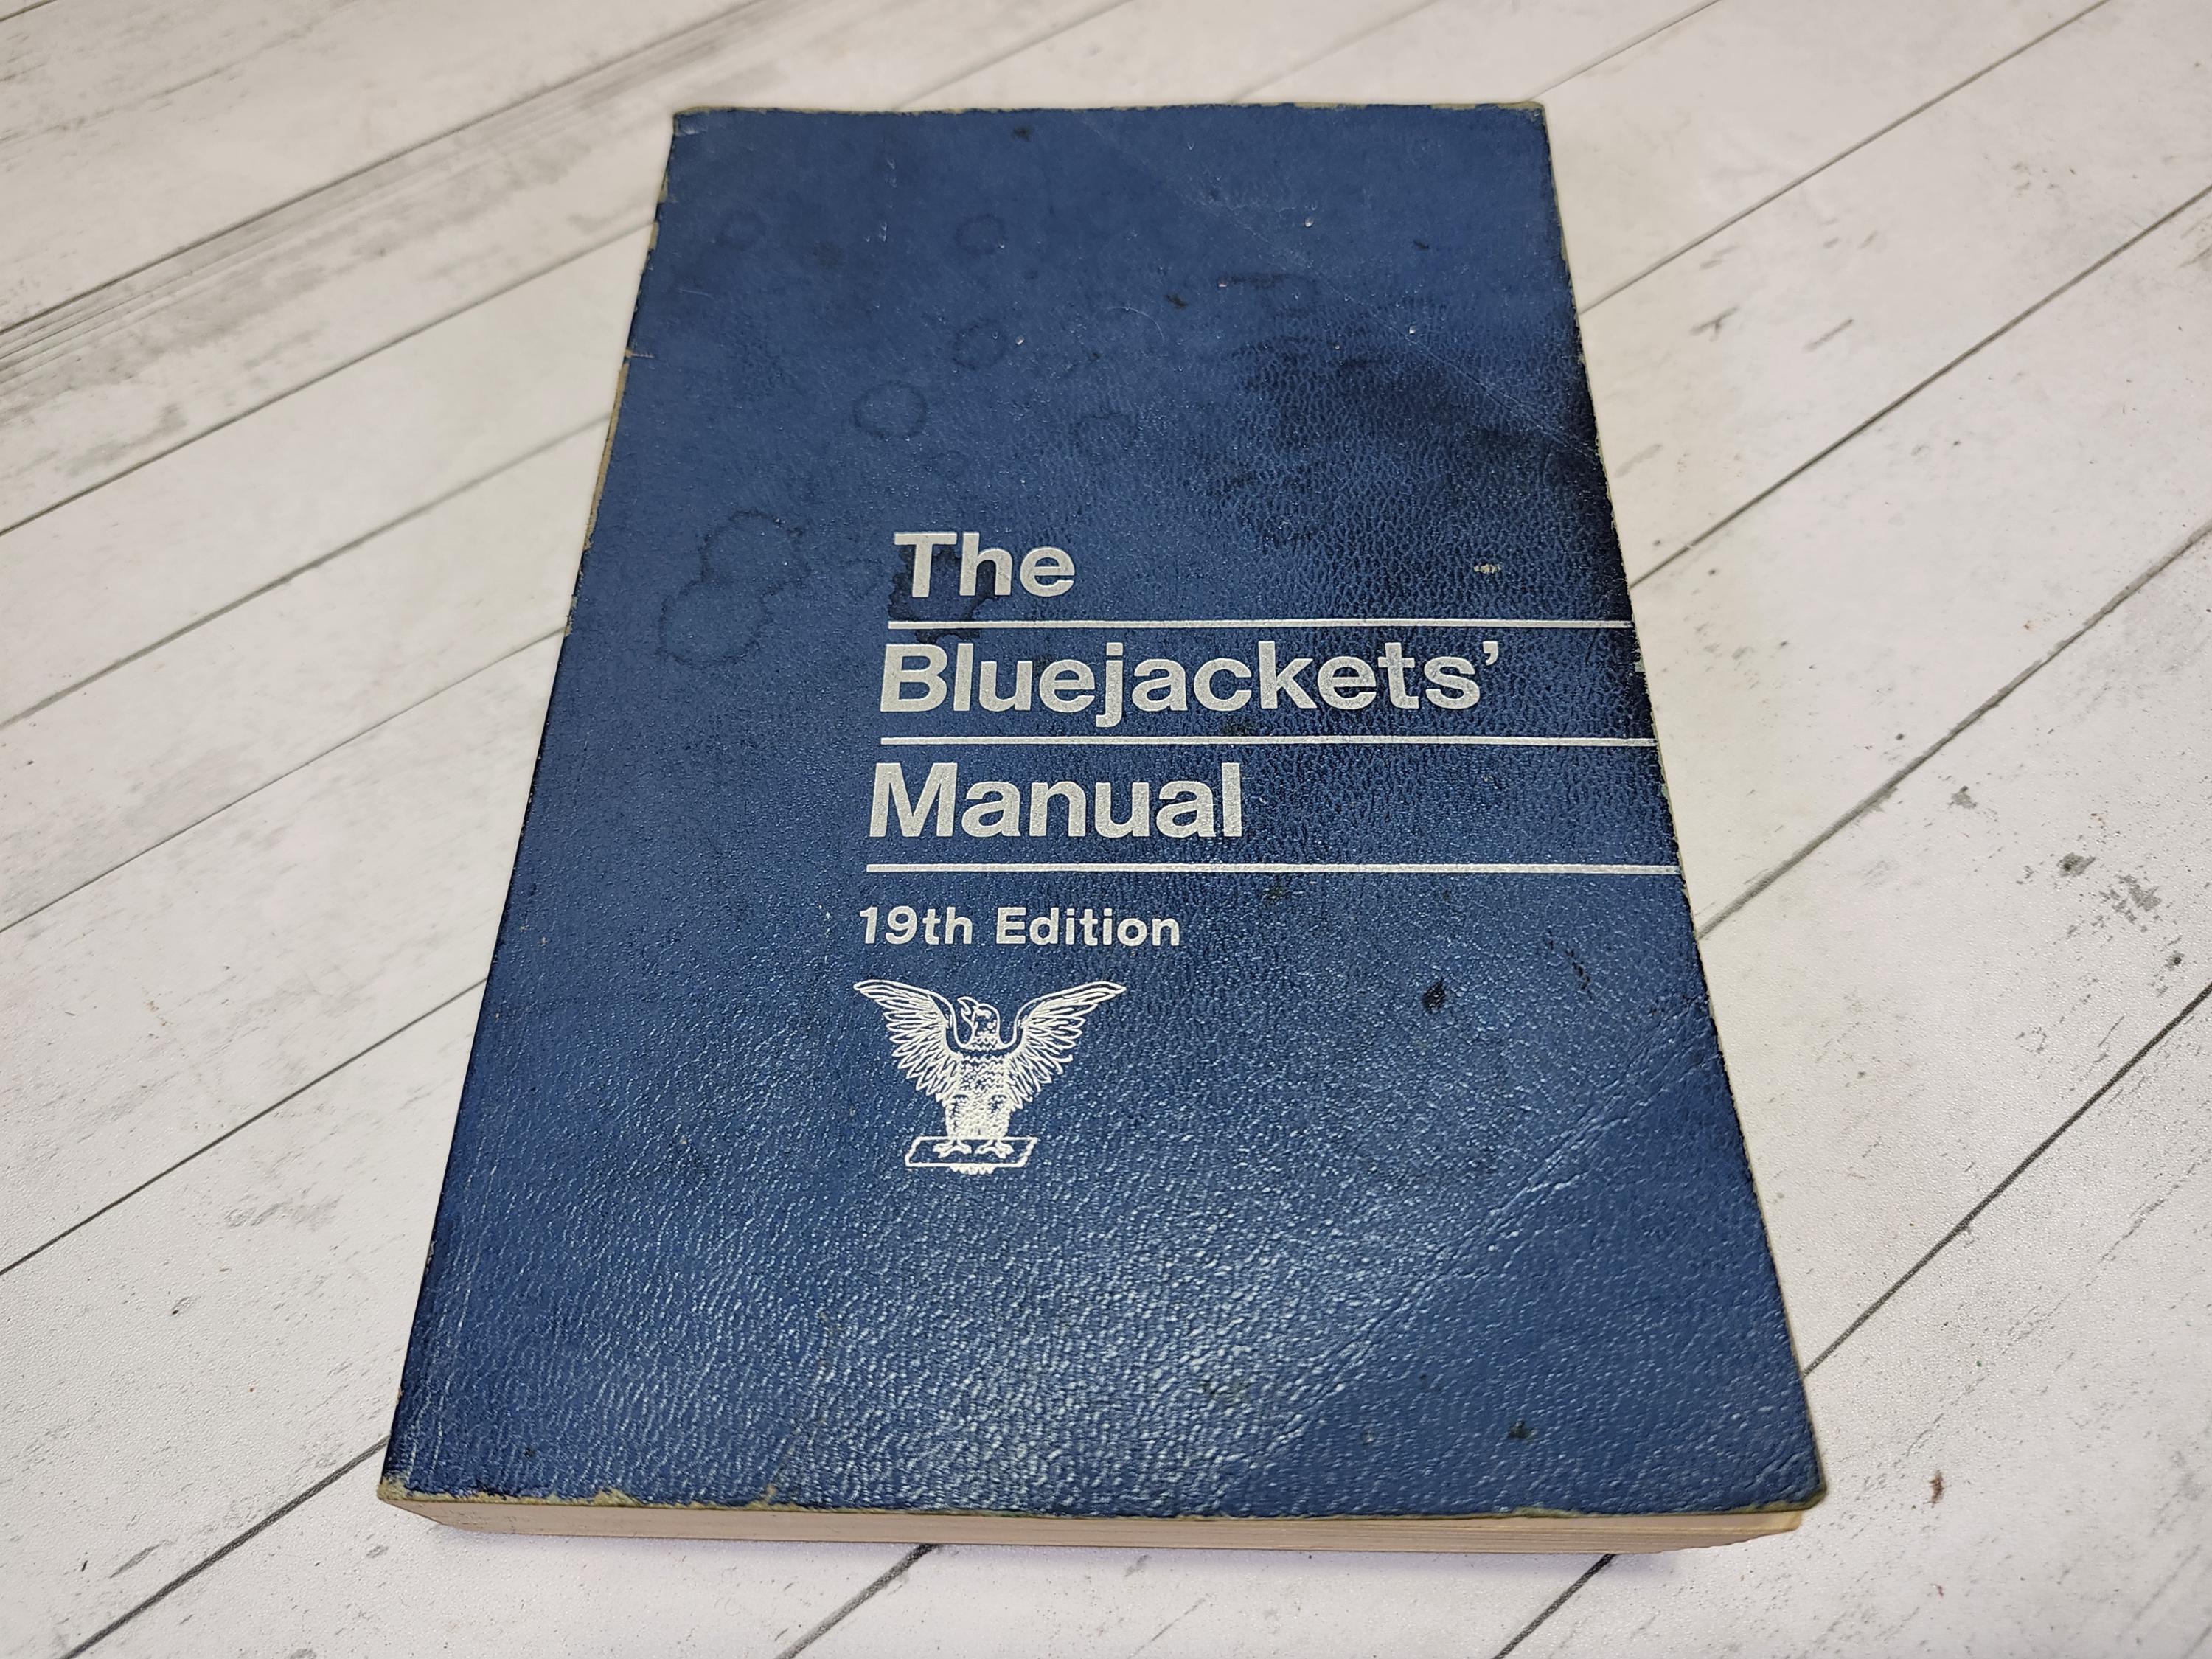 The
Bluejackets’
Manual
19th Edition